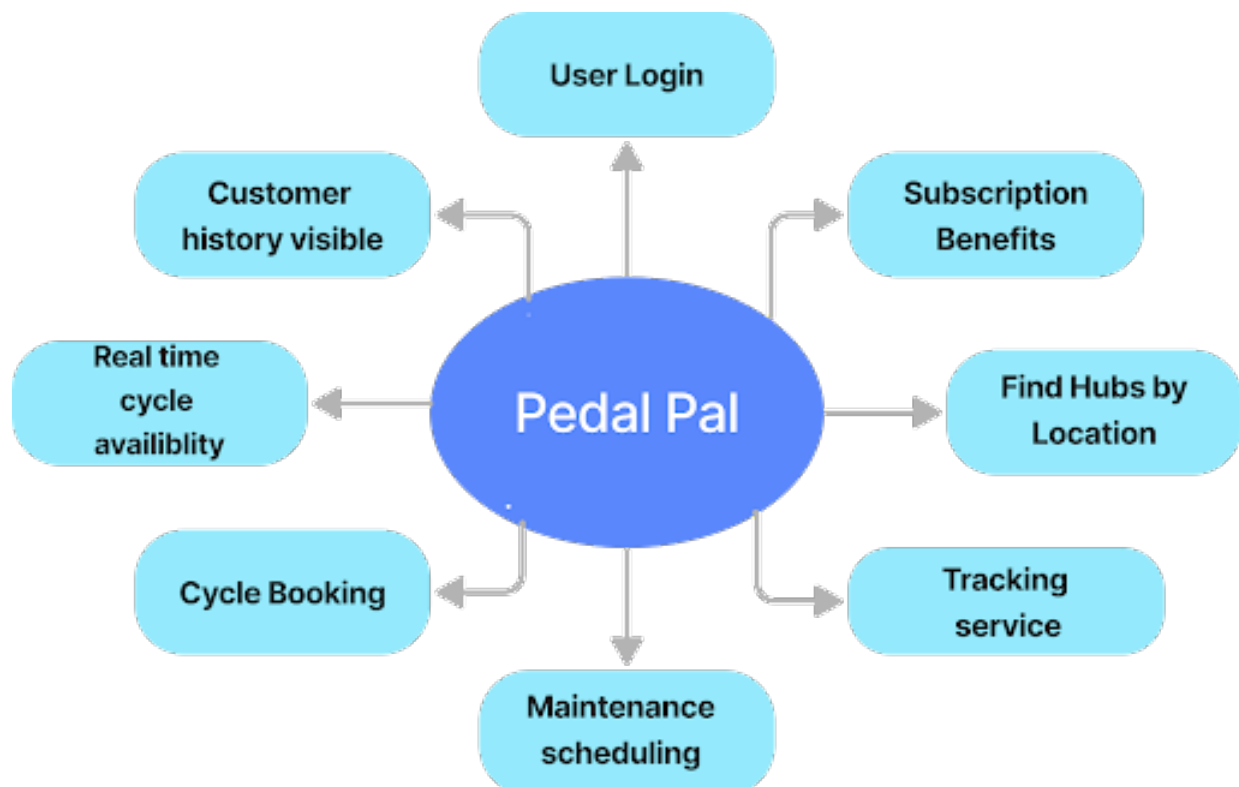 User Login
Customer
history visible
Subscription
Benefits
Real time
cycle
availiblity
Pedal Pal
Find Hubs by
Location
Cycle Booking
Tracking
service
Maintenance
scheduling